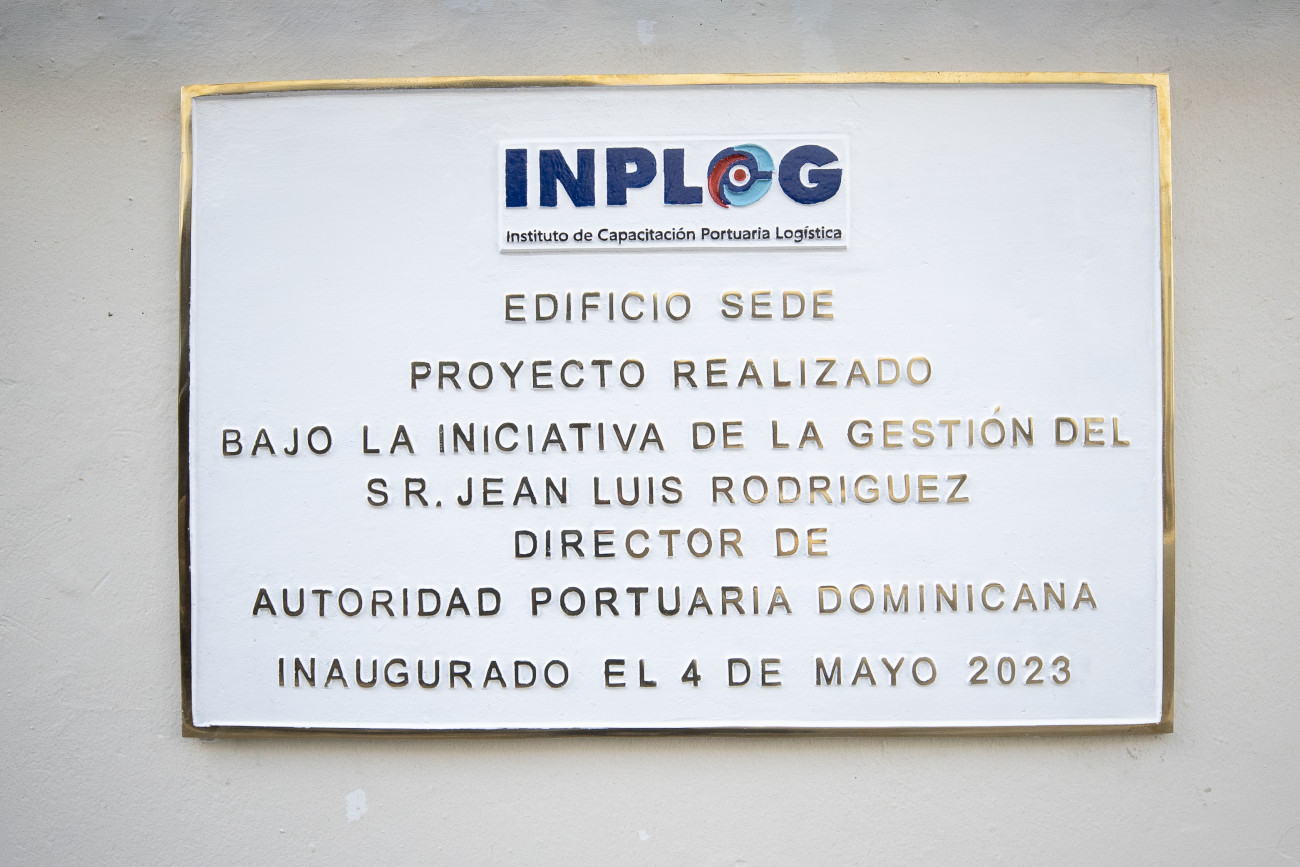 INPLOG
Instituto de Capacitación Portuaria Logística
EDIFICIO SEDE
PROYECTO REALIZADO
BAJO LA INICIATIVA DE LA GESTIÓN DEL
SR. JEAN LUIS RODRIGUEZ
DIRECTOR DE
AUTORIDAD PORTUARIA DOMINICANA
INAUGURADO EL 4 DE MAYO 2023